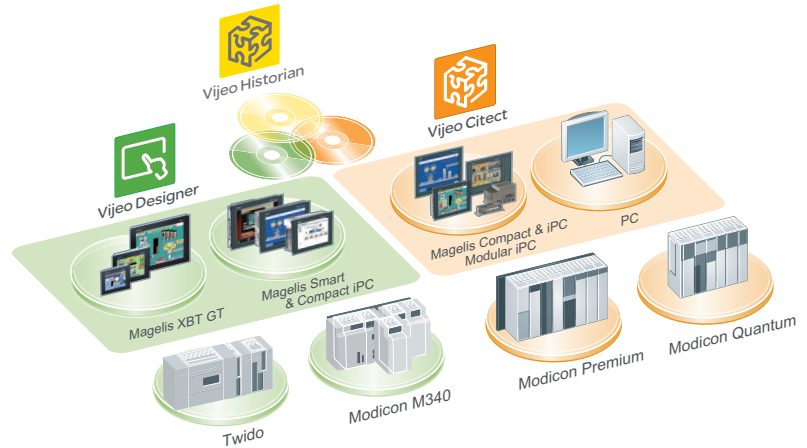 Vijeo Historian
Vijeo Citect
Vijeo Designer
Magelis Compact & iPC
Modular iPC
PC
Magelis XBT GT
Magelis Smart
& Compact iPC
Twido
Modicon M340
Modicon Premium
Modicon Quantum